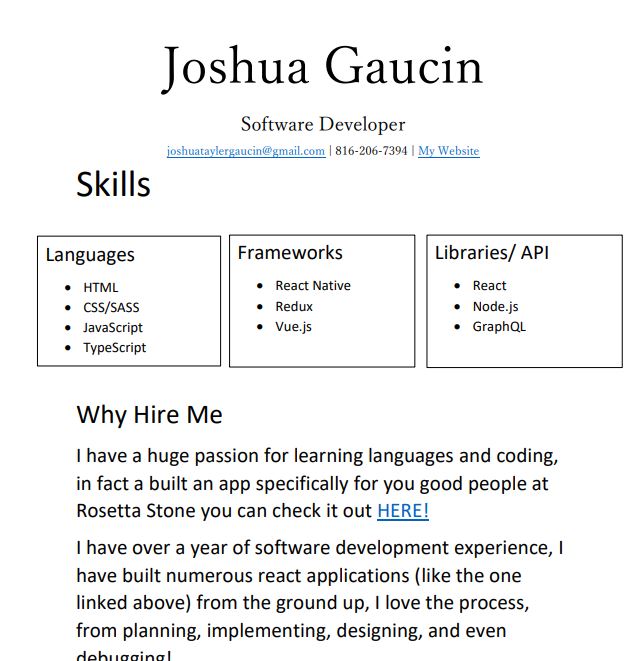 Joshua Gaucin
Software Developer
joshuataylergaucin@gmail.com | 816-206-7394 | My Website
Skills
Languages
• HTML
• CSS/SASS
• JavaScript
• TypeScript
Frameworks
• React Native
• Redux
• Vue.js
Libraries/ API
• React
• Node.js
• GraphQL
Why Hire Me
I have a huge passion for learning languages and coding,
in fact a built an app specifically for you good people at
Rosetta Stone you can check it out HERE!
I have over a year of software development experience, I
have built numerous react applications (like the one
linked above) from the ground up, I love the process,
from planning, implementing, designing, and even
debugging!